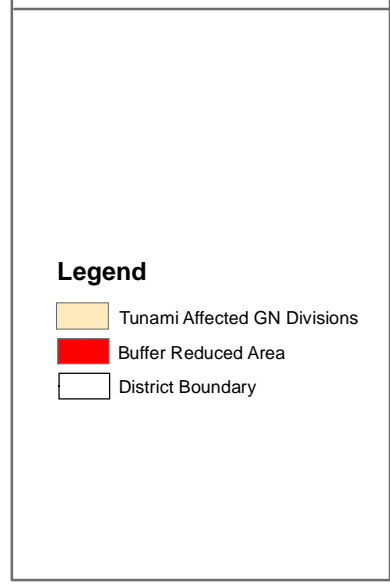 Legend
Tunami Affected GN Divisions
Buffer Reduced Area
District Boundary